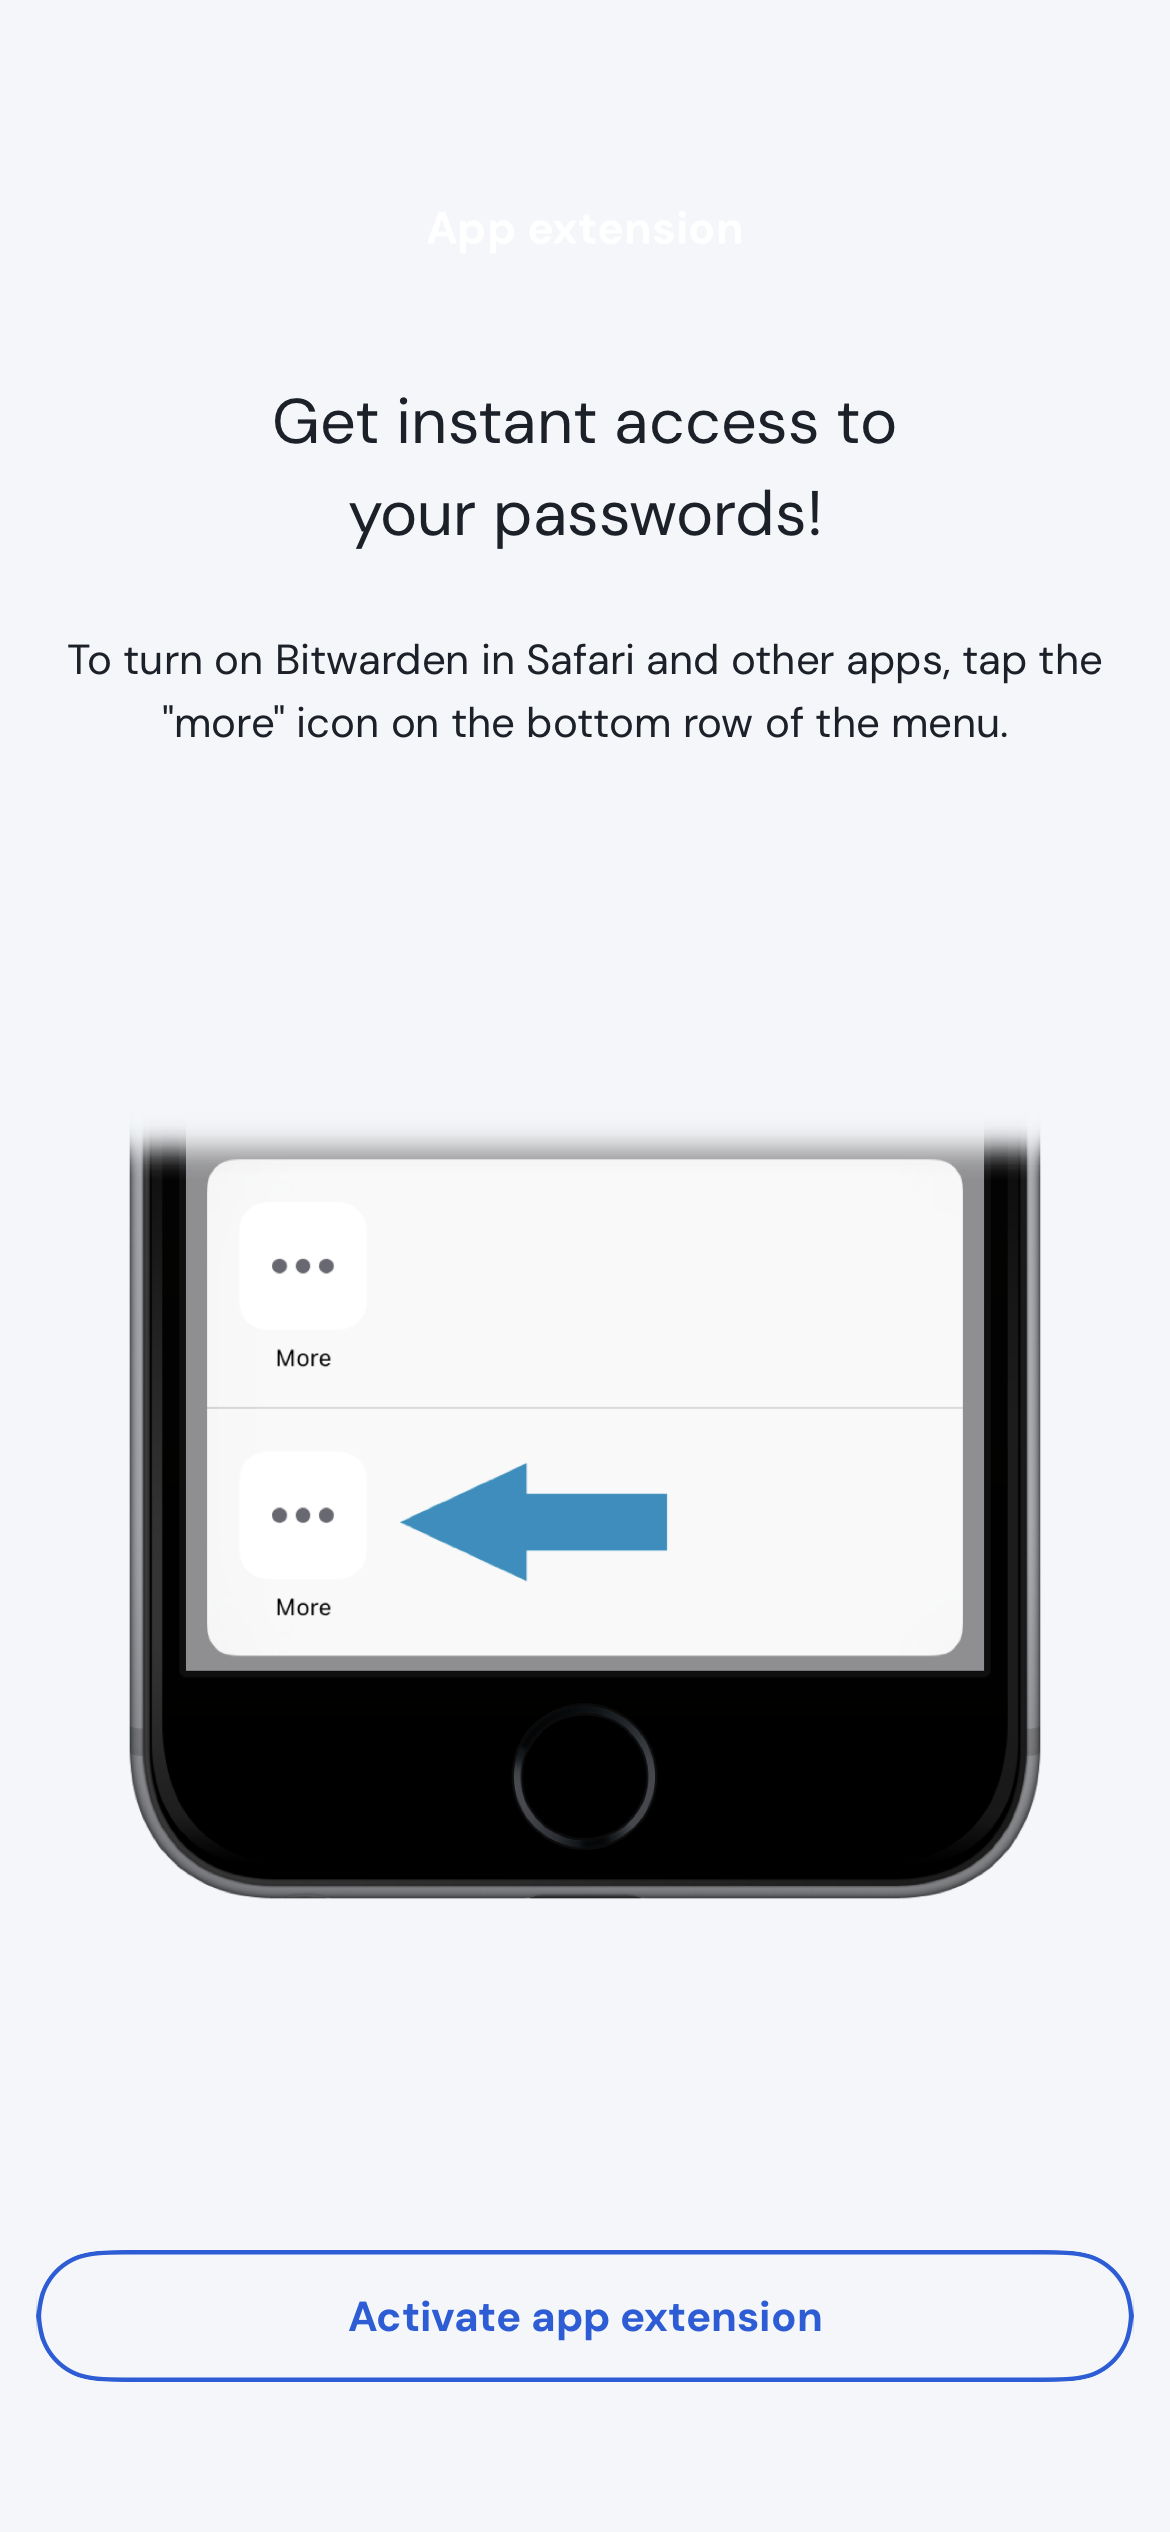 App extension
Get instant access to
your passwords!
To turn on Bitwarden in Safari and other apps, tap the
"more" icon on the bottom row of the menu.
More
More
Activate app extension